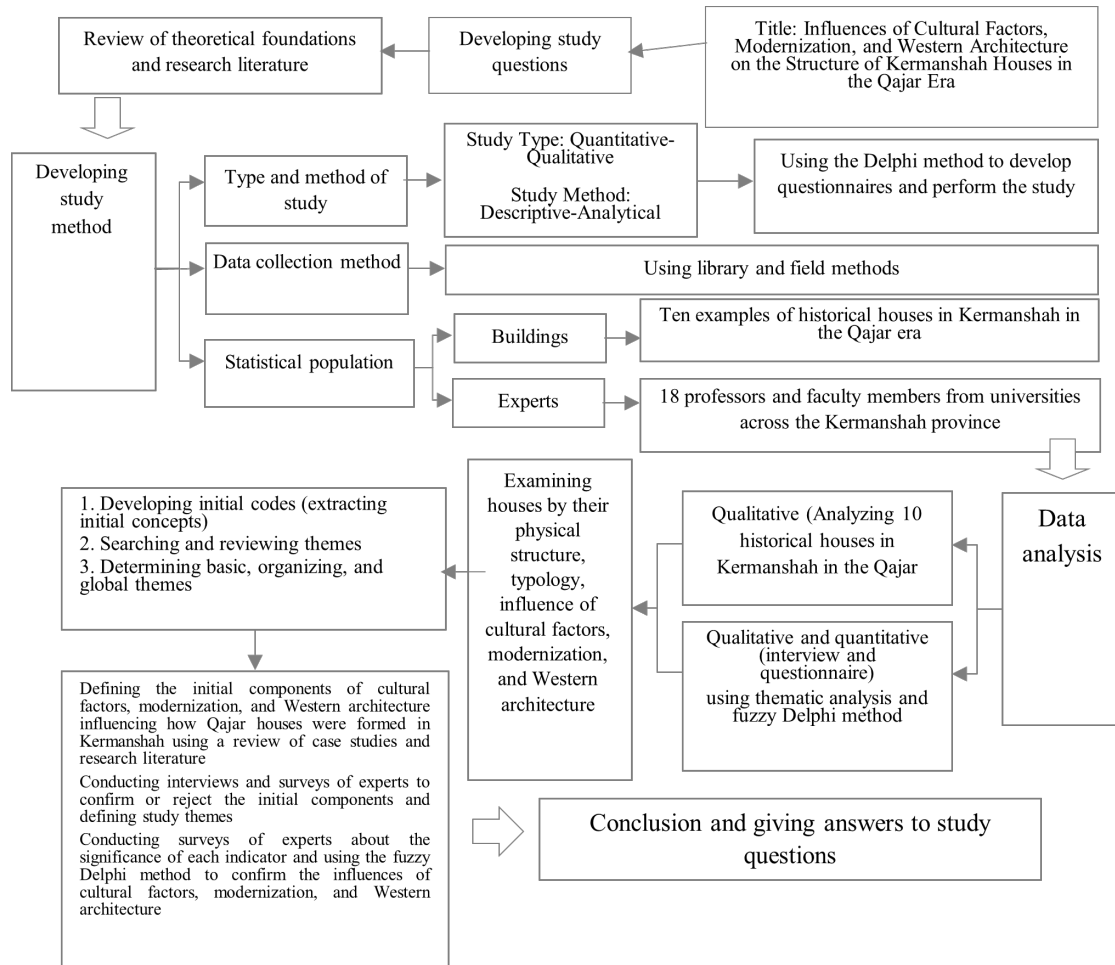 Review of theoretical foundations
and research literature
Developing study
questions
Title: Influences of Cultural Factors,
Modernization, and Western Architecture
on the Structure of Kermanshah Houses in
the Qajar Era
Developing
study
method
Type and method of
study
Study Type: Quantitative-
Qualitative
Study Method:
Descriptive-Analytical
Using the Delphi method to develop
questionnaires and perform the study
Data collection method
Using library and field methods
Statistical population
Buildings
Ten examples of historical houses in Kermanshah in
the Qajar era
Experts
18 professors and faculty members from universities
across the Kermanshah province
1. Developing initial codes (extracting
initial concepts)
2. Searching and reviewing themes
3. Determining basic, organizing, and
global themes
Examining
houses by their
physical
structure,
typology,
influence of
cultural factors,
modernization,
and Western
architecture
Qualitative (Analyzing 10
historical houses in
Kermanshah in the Qajar
Data
analysis
Qualitative and quantitative
(interview and
questionnaire)
using thematic analysis and
fuzzy Delphi method
Defining the initial components of cultural
factors, modernization, and Western architecture
influencing how Qajar houses were formed in
Kermanshah using a review of case studies and
research literature
Conducting interviews and surveys of experts to
confirm or reject the initial components and
defining study themes
Conducting surveys of experts about the
significance of each indicator and using the fuzzy
Delphi method to confirm the influences of
cultural factors, modernization, and Western
architecture
Conclusion and giving answers to study
questions